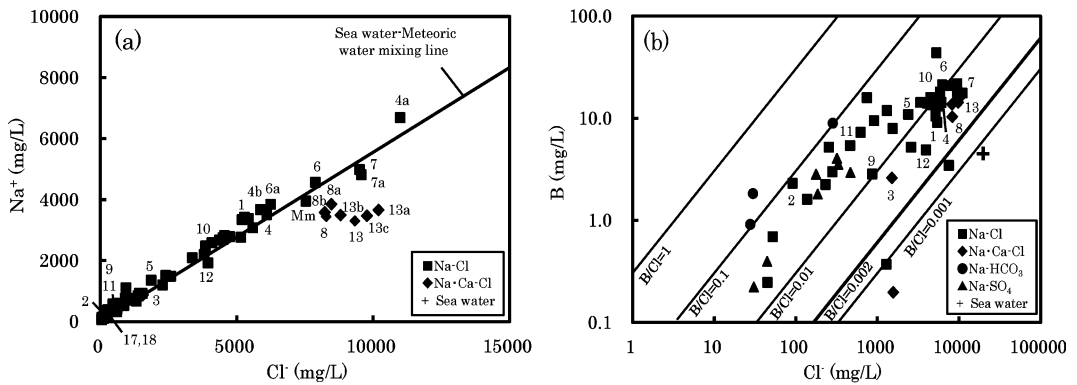 (a)
Sea water-Meteoric
water mixing line
10000
8000
6000
4000
2000
0
Na⁺ (mg/L)
4a
6
7
7a
6a
8a
4b
8b
13b
13a
1
Mm
13c
10
4
8
13
12
9
5
11
3
2
17,18
Na-Cl
Na·Ca-Cl
Sea water
0
5000
10000
15000
Cl⁻ (mg/L)
(b)
100.0
10.0
1.0
0.1
B (mg/L)
6
10
7
5
13
11
1
4
8
12
9
3
2
B/Cl=1
B/Cl=0.1
B/Cl=0.01
B/Cl=0.002
B/Cl=0.001
Na-Cl
Na·Ca-Cl
Na-HCO₃
Na-SO₄
Sea water
1
10
100
1000
10000
100000
Cl⁻ (mg/L)